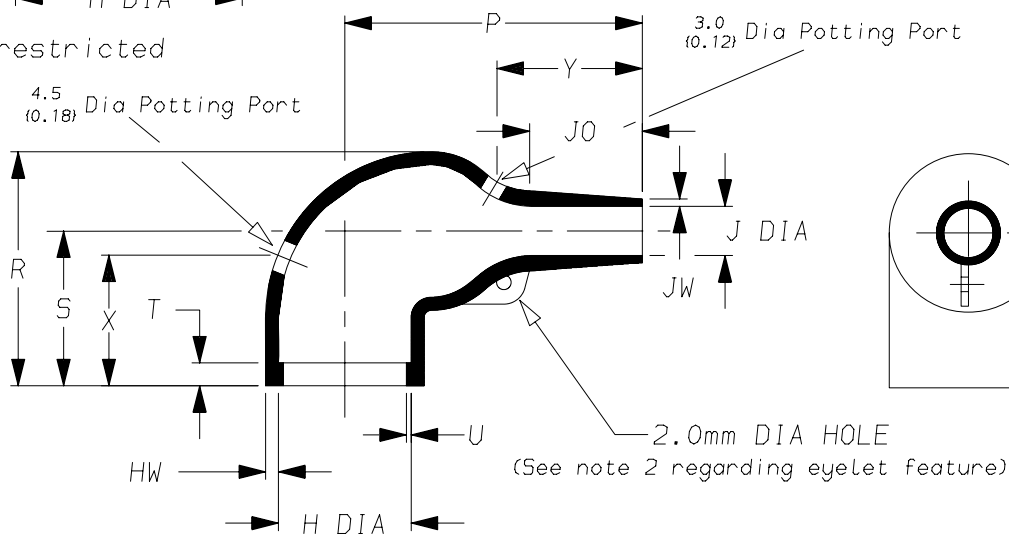 H DIA
restricted
P
3.0
{0.12} Dia Potting Port
Y
4.5
{0.18} Dia Potting Port
JO
J DIA
R
S
X
T
JW
U
2.0mm DIA HOLE
HW
(See note 2 regarding eyelet feature)
H DIA